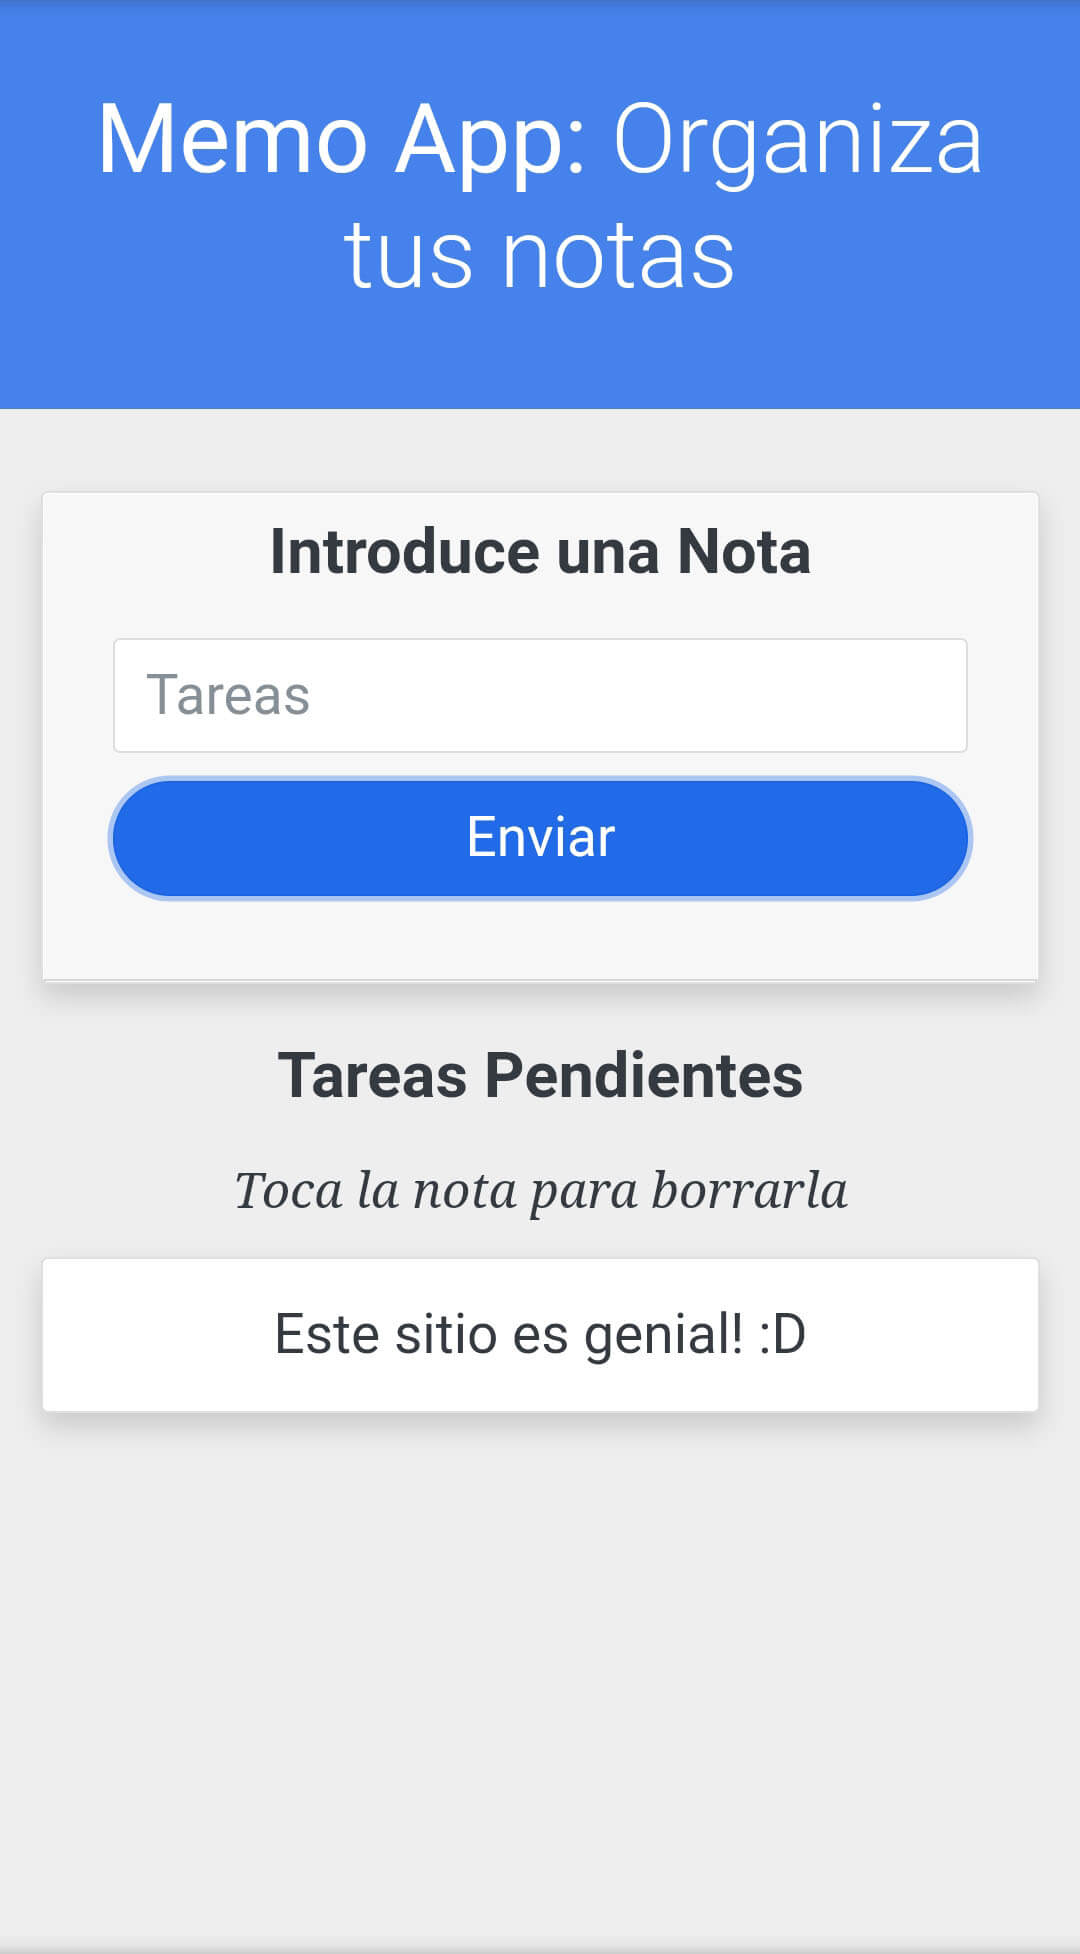 Memo App: Organiza
tus notas
Introduce una Nota
Tareas
Enviar
Tareas Pendientes
Toca la nota para borrarla
Este sitio es genial! :D